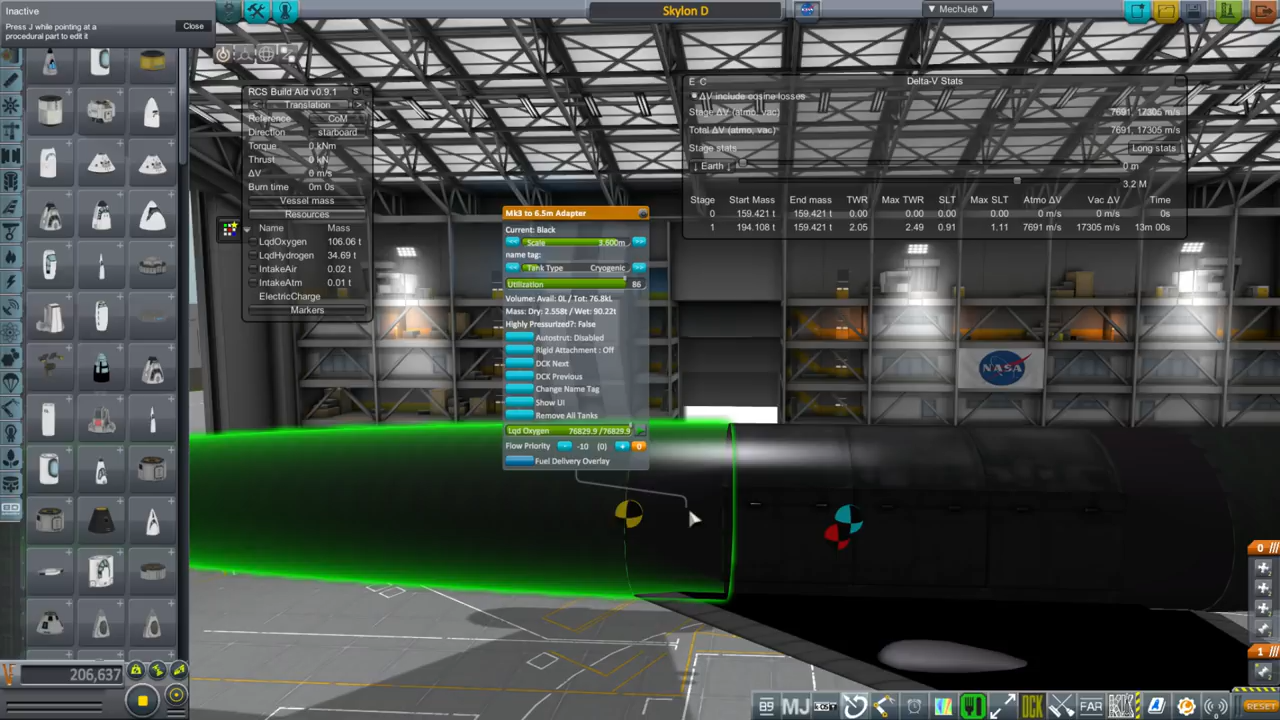 Inactive
Press J while pointing at a
procedural part to edit it
Close
Skylon D
▼ MechJeb ▼
RCS Build Aid v0.9.1 s
< Translation >
Reference CoM
Direction starboard
Torque 0 kNm
Thrust 0 kN
ΔV 0 m/s
Burn time 0m 0s
Vessel mass
Resources
Name Mass
LqdOxygen 106.06 t
LqdHydrogen 34.69 t
IntakeAir 0.02 t
IntakeAtm 0.01 t
ElectricCharge
Markers
E C Delta-V Stats
ΔV include cosine losses
Stage ΔV (atmo, vac) 7691, 17305 m/s
Total ΔV (atmo, vac) 7691, 17305 m/s
Stage stats Long stats
↓ Earth ↓ 0 m
3.2 M
Stage Start Mass End mass TWR Max TWR SLT Max SLT Atmo ΔV Vac ΔV Time
0 159.421 t 159.421 t 0.00 0.00 0.00 0.00 0 m/s 0 m/s 0s
1 194.108 t 159.421 t 2.05 2.49 0.91 1.11 7691 m/s 17305 m/s 13m 00s
Mk3 to 6.5m Adapter
Current: Black
<< Scale 3.600m >>
name tag:
<< Tank Type Cryogenic >>
Utilization 86
Volume: Avail: 0L / Tot: 76.8kL
Mass: Dry: 2.558t / Wet: 90.22t
Highly Pressurized?: False
Autostrut: Disabled
Rigid Attachment : Off
DCK Next
DCK Previous
Change Name Tag
Show UI
Remove All Tanks
Lqd Oxygen 76829.9 / 76829.9
Flow Priority - -10 (0) + 0
Fuel Delivery Overlay
NASA
0
1
206,637
B9 MJ DCK FAR
RESET